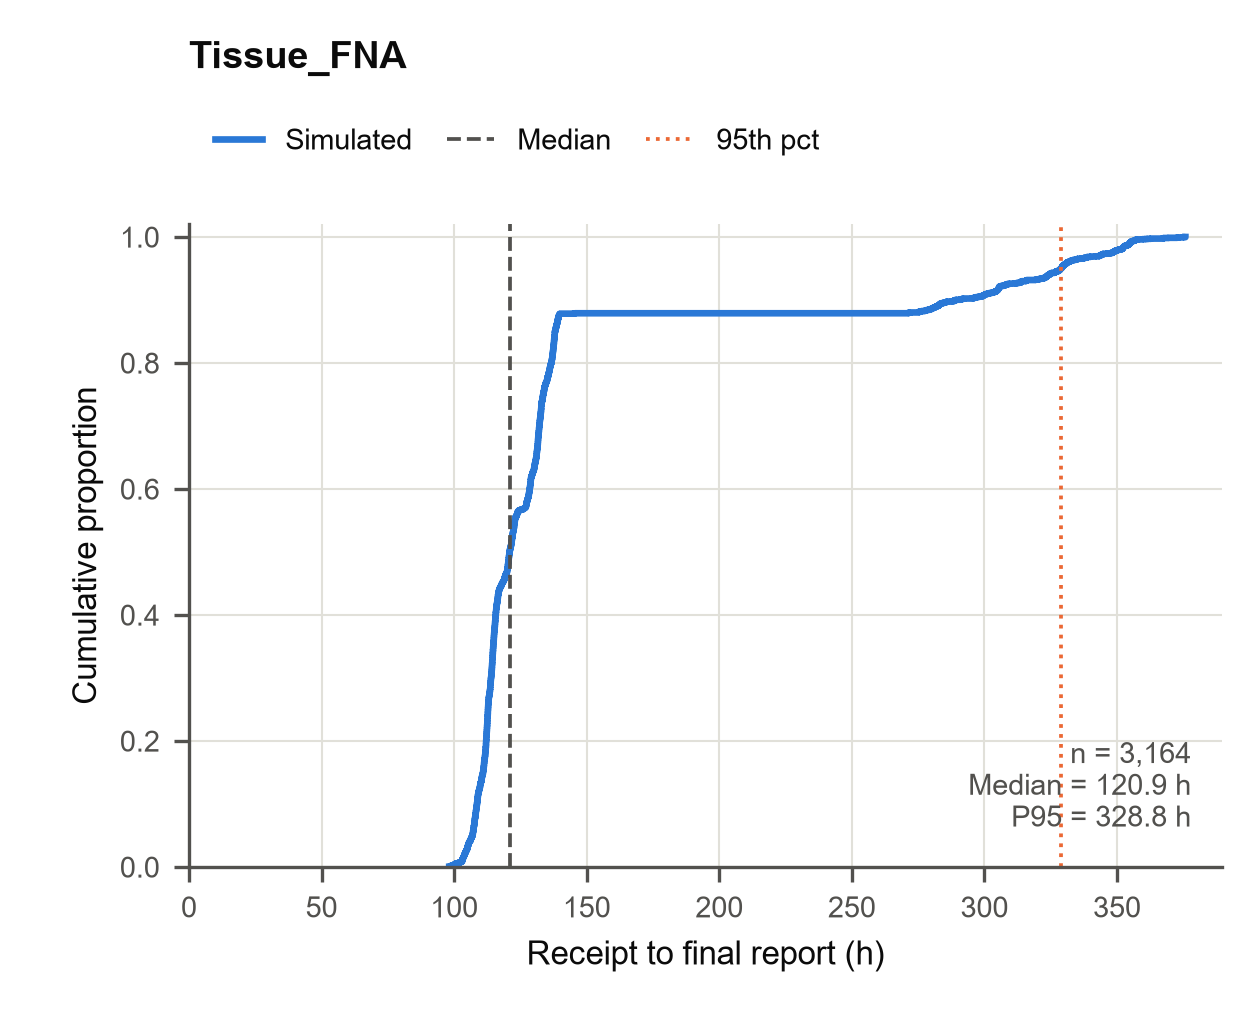 Tissue_FNA
Simulated Median 95th pct
1.0
0.8
0.6
0.4
0.2
0.0
Cumulative proportion
n = 3,164
Median = 120.9 h
P95 = 328.8 h
0 50 100 150 200 250 300 350
Receipt to final report (h)